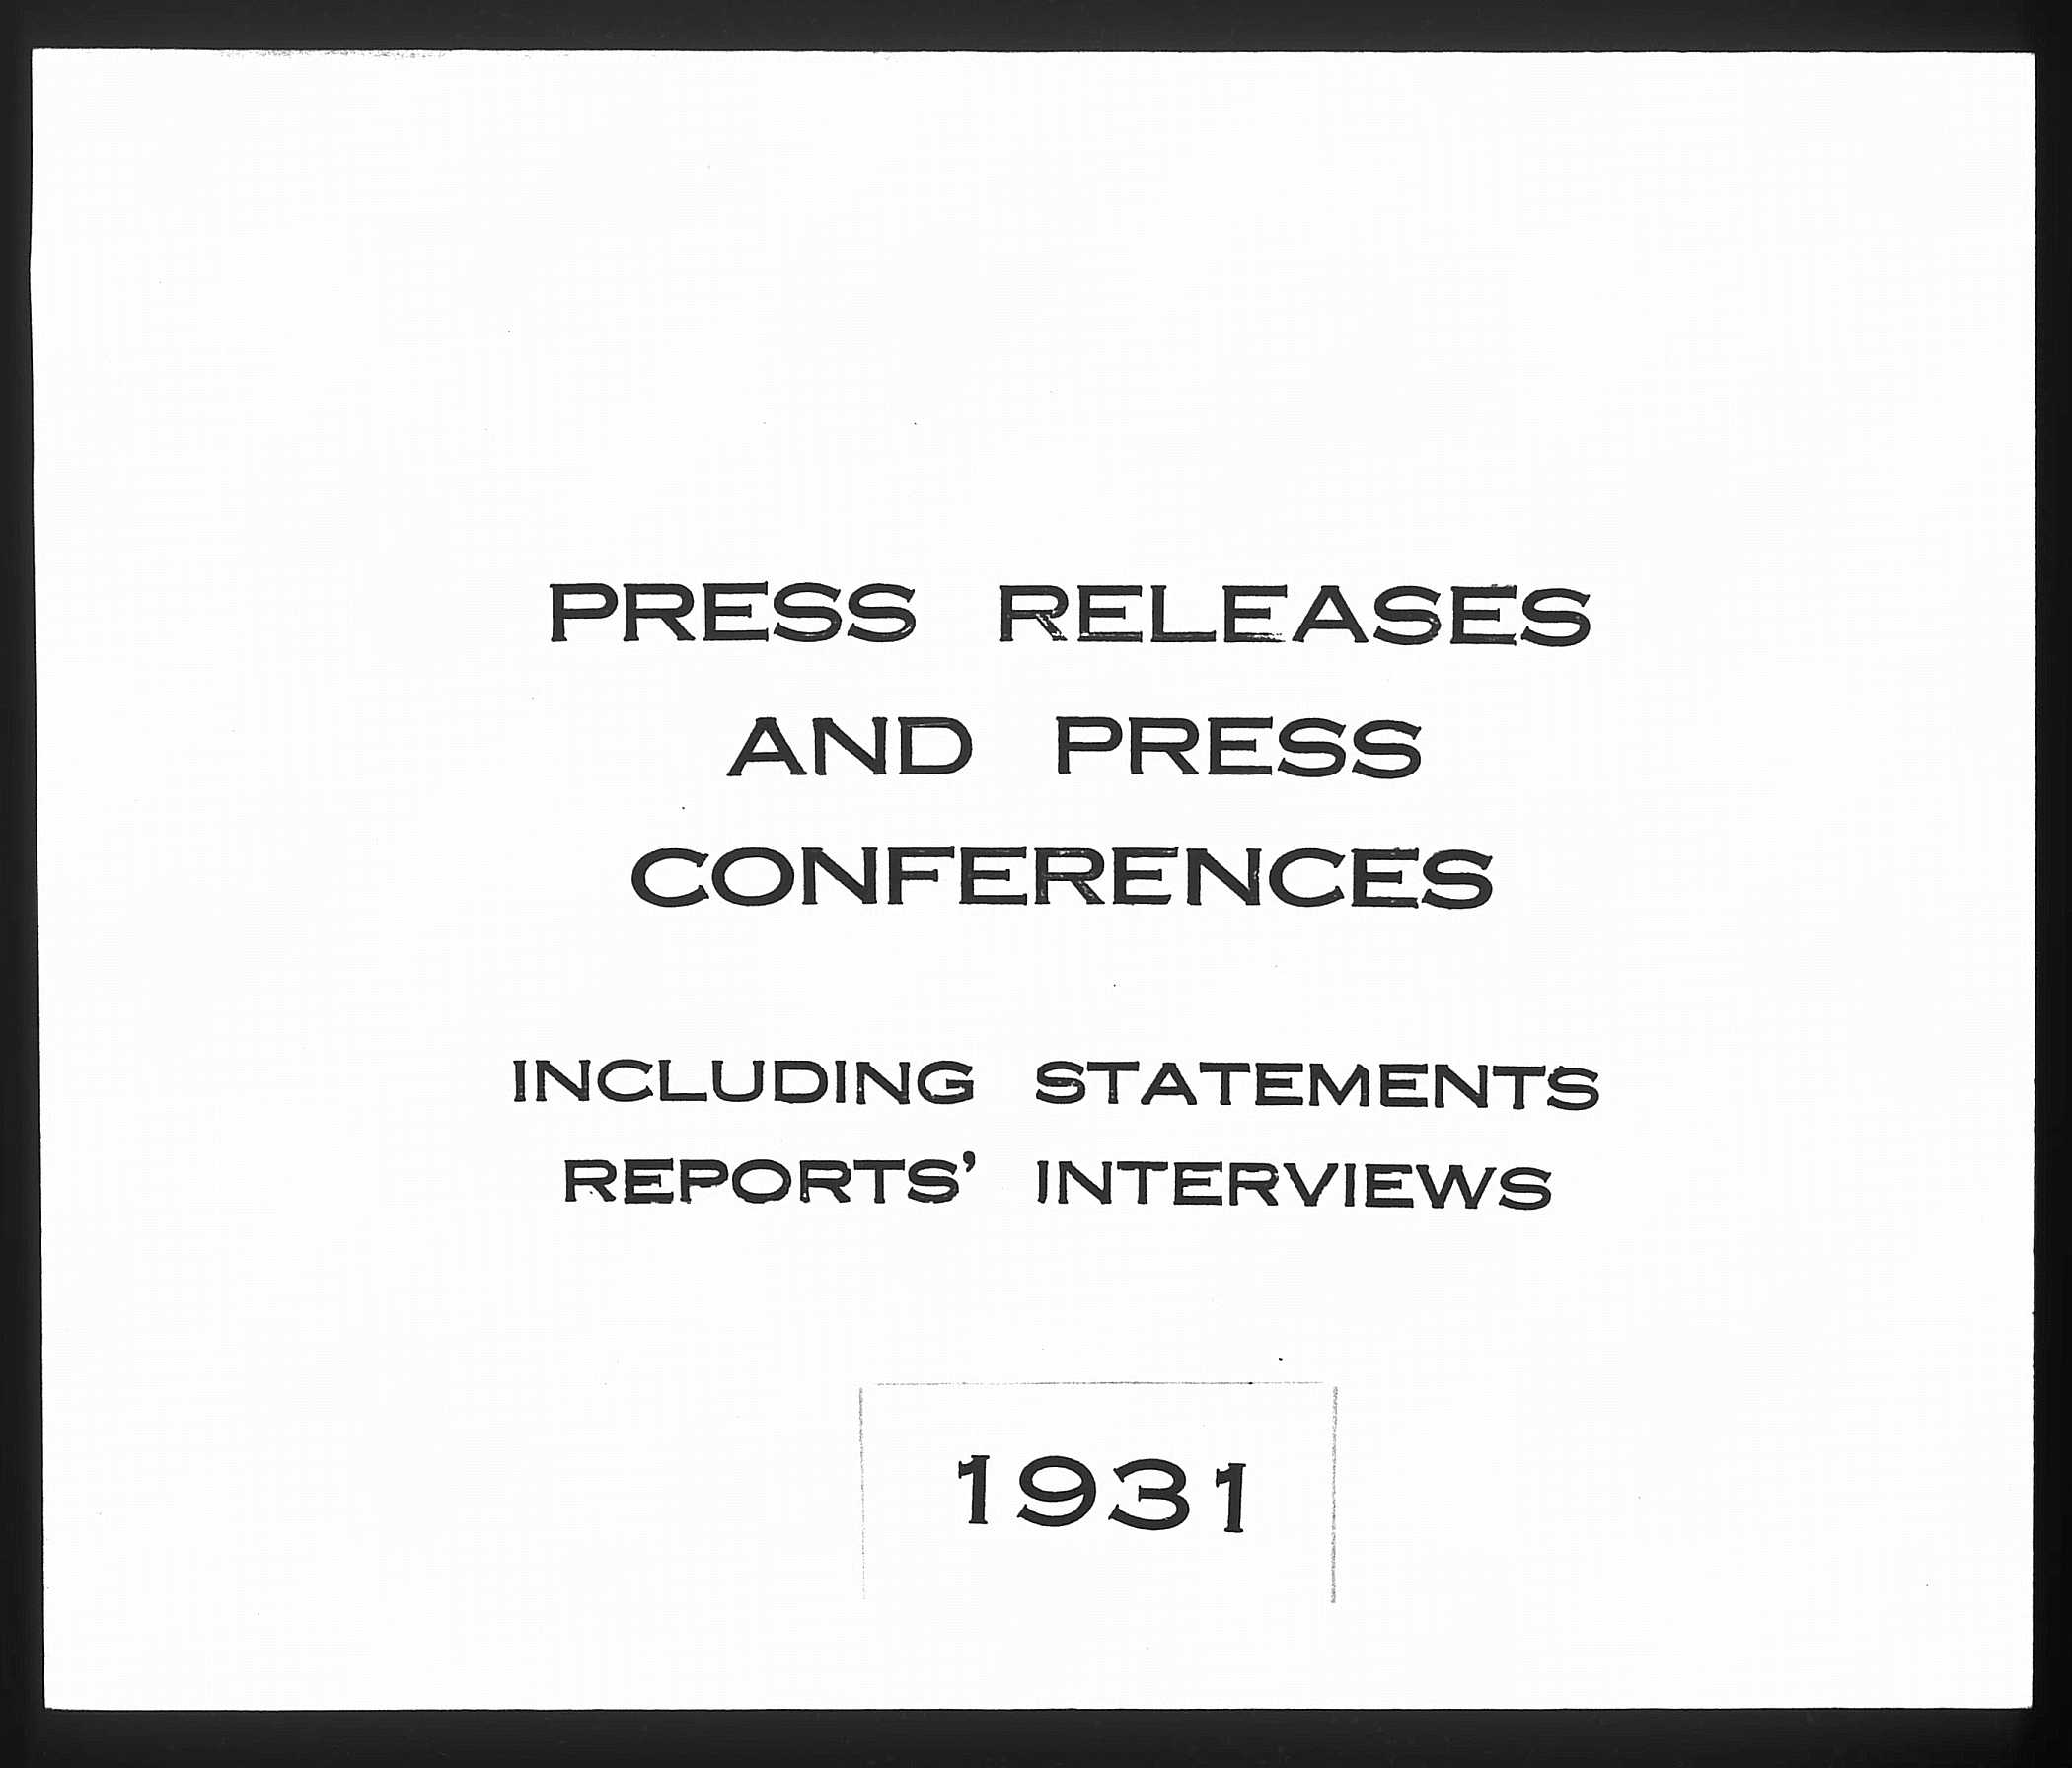 PRESS RELEASES
AND PRESS
CONFERENCES
INCLUDING STATEMENTS
REPORTS' INTERVIEWS
1931